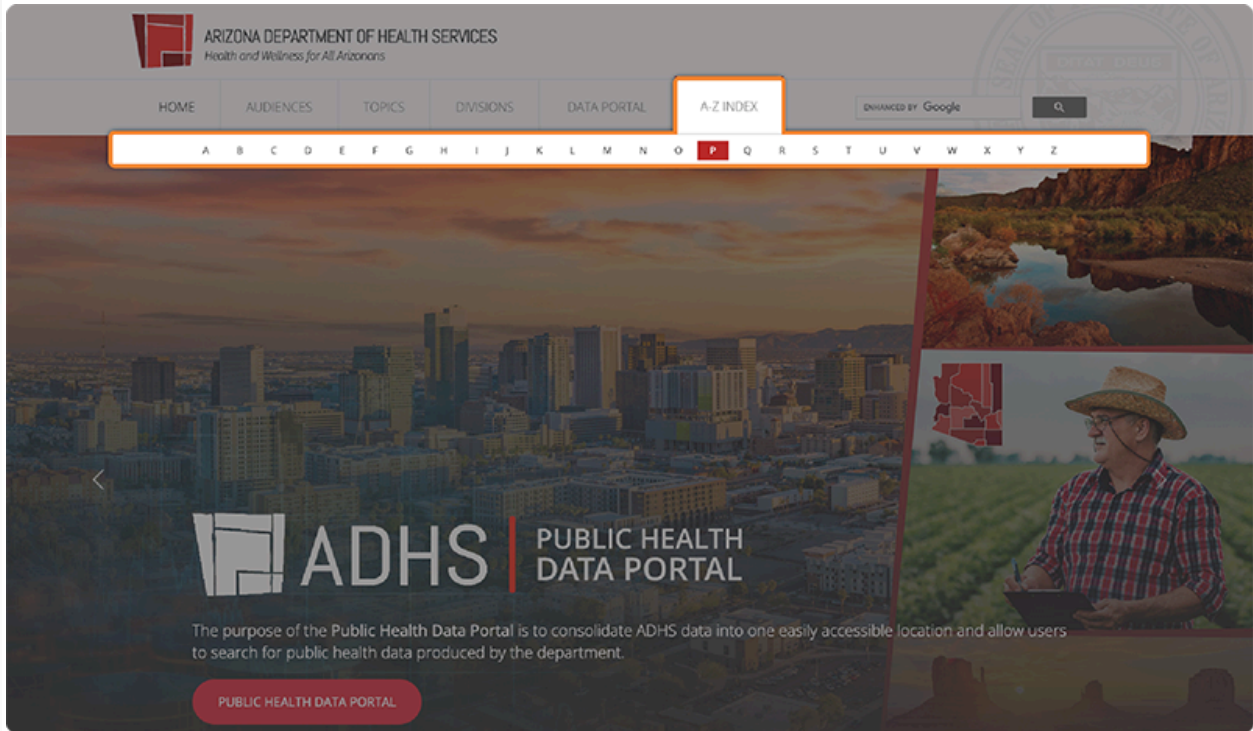 ARIZONA DEPARTMENT OF HEALTH SERVICES
Health and Wellness for All Arizonans
HOME AUDIENCES TOPICS DIVISIONS DATA PORTAL A-Z INDEX ENHANCED BY Google
A B C D E F G H I J K L M N O P Q R S T U V W X Y Z
ADHS PUBLIC HEALTH
DATA PORTAL
The purpose of the Public Health Data Portal is to consolidate ADHS data into one easily accessible location and allow users
to search for public health data produced by the department.
PUBLIC HEALTH DATA PORTAL
DITAT DEUS